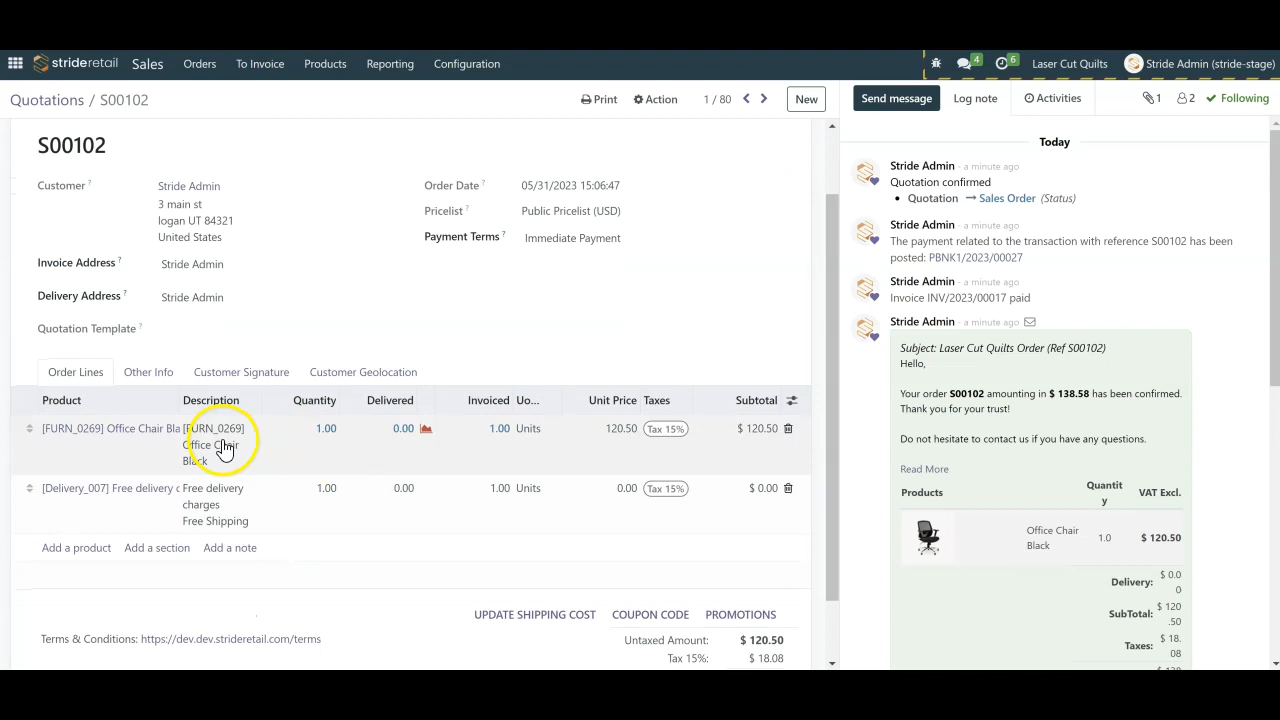 strideretail Sales Orders To Invoice Products Reporting Configuration 4 6 Laser Cut Quilts Stride Admin (stride-stage)
Quotations / S00102 Print Action 1 / 80 New
Send message Log note Activities 1 2 Following
S00102
Customer ? Stride Admin
3 main st
logan UT 84321
United States
Invoice Address ? Stride Admin
Delivery Address ? Stride Admin
Quotation Template ?
Order Date ? 05/31/2023 15:06:47
Pricelist ? Public Pricelist (USD)
Payment Terms ? Immediate Payment
Order Lines Other Info Customer Signature Customer Geolocation
Product Description Quantity Delivered Invoiced Uo... Unit Price Taxes Subtotal
[FURN_0269] Office Chair Bla [FURN_0269] 1.00 0.00 1.00 Units 120.50 Tax 15% $ 120.50
Office Chair
Black
[Delivery_007] Free delivery c Free delivery 1.00 0.00 1.00 Units 0.00 Tax 15% $ 0.00
charges
Free Shipping
Add a product Add a section Add a note
UPDATE SHIPPING COST COUPON CODE PROMOTIONS
Terms & Conditions: https://dev.dev.strideretail.com/terms
Untaxed Amount: $ 120.50
Tax 15%: $ 18.08
Today
Stride Admin - a minute ago
Quotation confirmed
• Quotation → Sales Order (Status)
Stride Admin - a minute ago
The payment related to the transaction with reference S00102 has been
posted: PBNK1/2023/00027
Stride Admin - a minute ago
Invoice INV/2023/00017 paid
Stride Admin - a minute ago
Subject: Laser Cut Quilts Order (Ref S00102)
Hello,
Your order S00102 amounting in $ 138.58 has been confirmed.
Thank you for your trust!
Do not hesitate to contact us if you have any questions.
Read More
Products Quantit
y VAT Excl.
Office Chair
Black 1.0 $ 120.50
Delivery: $ 0.0
0
SubTotal: $ 120
.50
Taxes: $ 18.
08